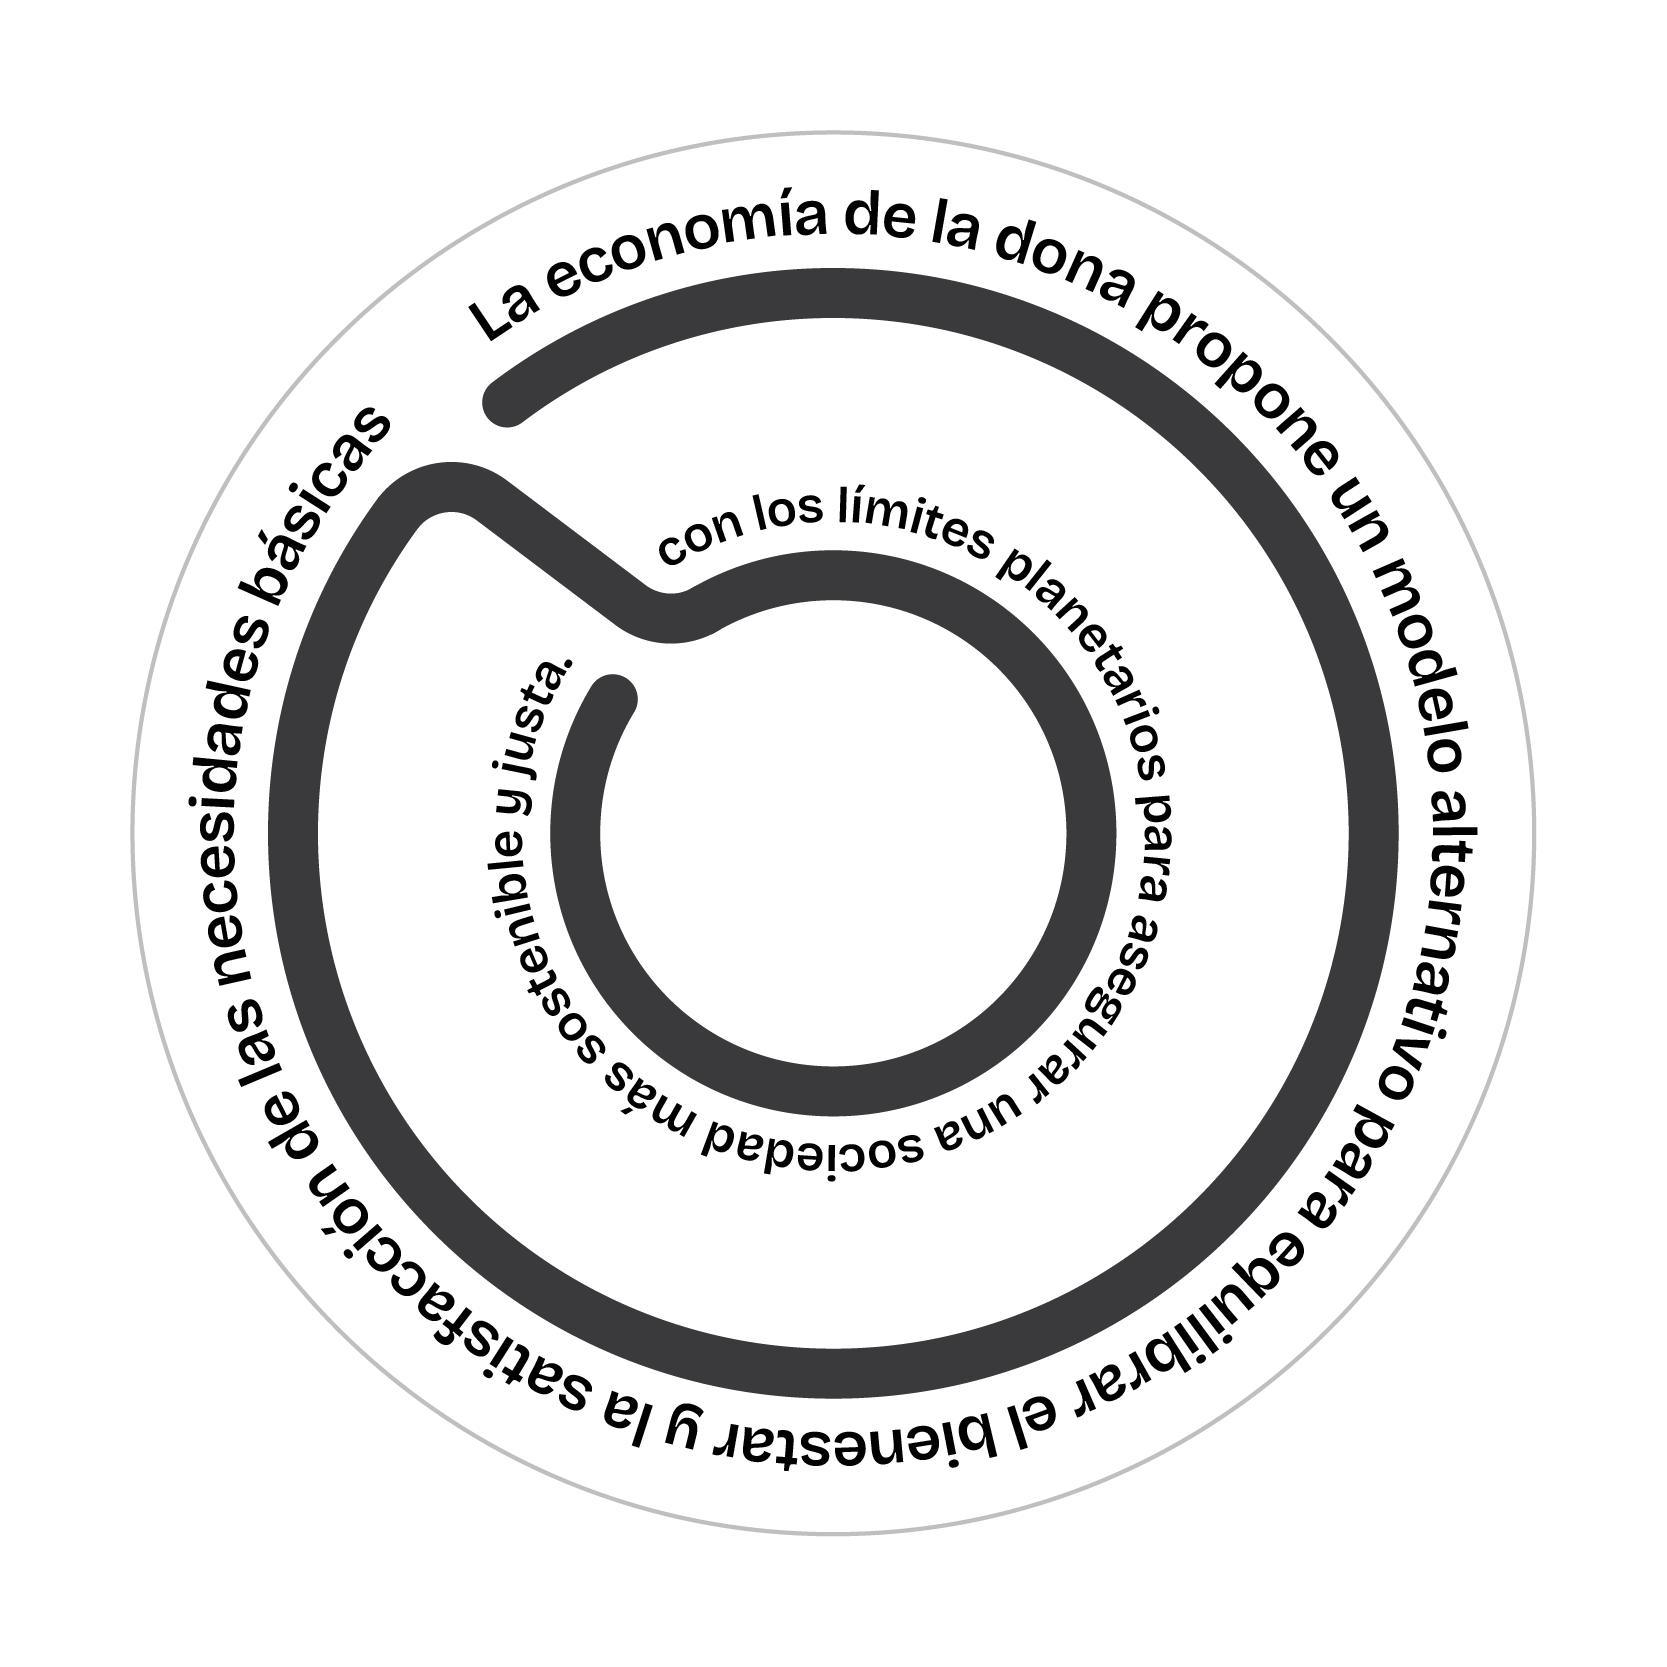 La economía de la dona propone un modelo alternativo para equilibrar el bienestar y la satisfacción de las necesidades básicas
con los límites planetarios para asegurar una sociedad más sostenible y justa.